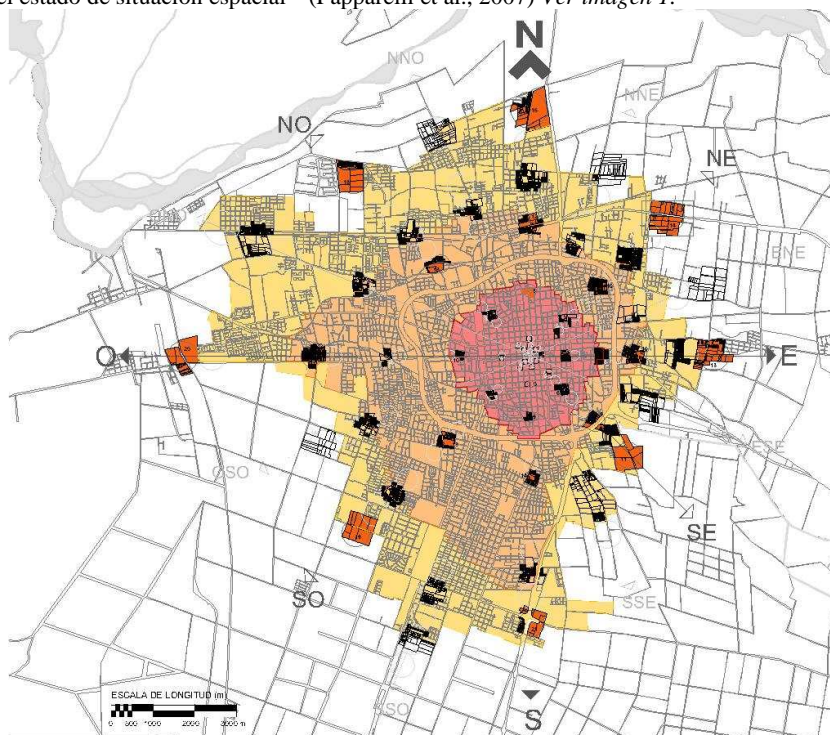 el estado de situación espacial" (Papparelli et al., 2007) Ver imagen 1.
N
NNO
NNE
NO
NE
ENE
O
E
ESE
OSO
SE
SO
SSE
SSO
S
ESCALA DE LONGITUD (m)
0 500 1000 2000 3000 m